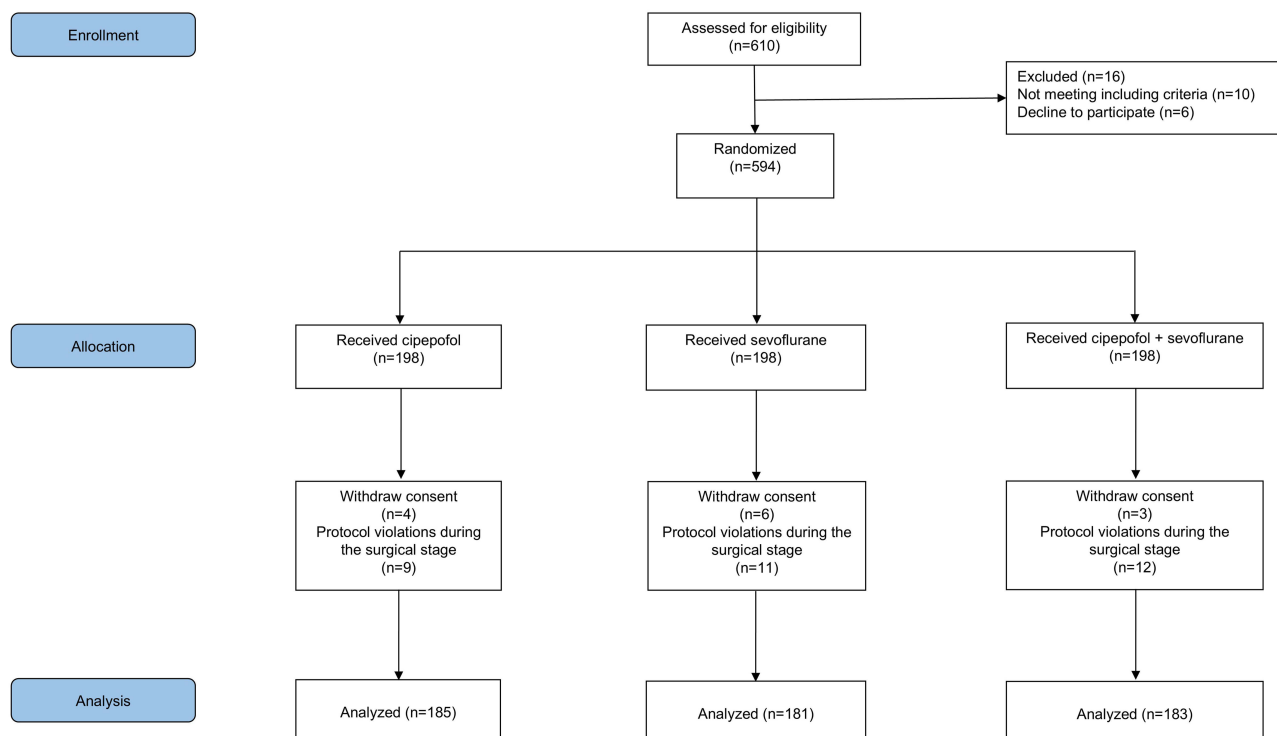 Enrollment
Assessed for eligibility
(n=610)
Excluded (n=16)
Not meeting including criteria (n=10)
Decline to participate (n=6)
Randomized
(n=594)
Allocation
Received cipepofol
(n=198)
Received sevoflurane
(n=198)
Received cipepofol + sevoflurane
(n=198)
Withdraw consent
(n=4)
Protocol violations during
the surgical stage
(n=9)
Withdraw consent
(n=6)
Protocol violations during the
surgical stage
(n=11)
Withdraw consent
(n=3)
Protocol violations during the
surgical stage
(n=12)
Analysis
Analyzed (n=185)
Analyzed (n=181)
Analyzed (n=183)